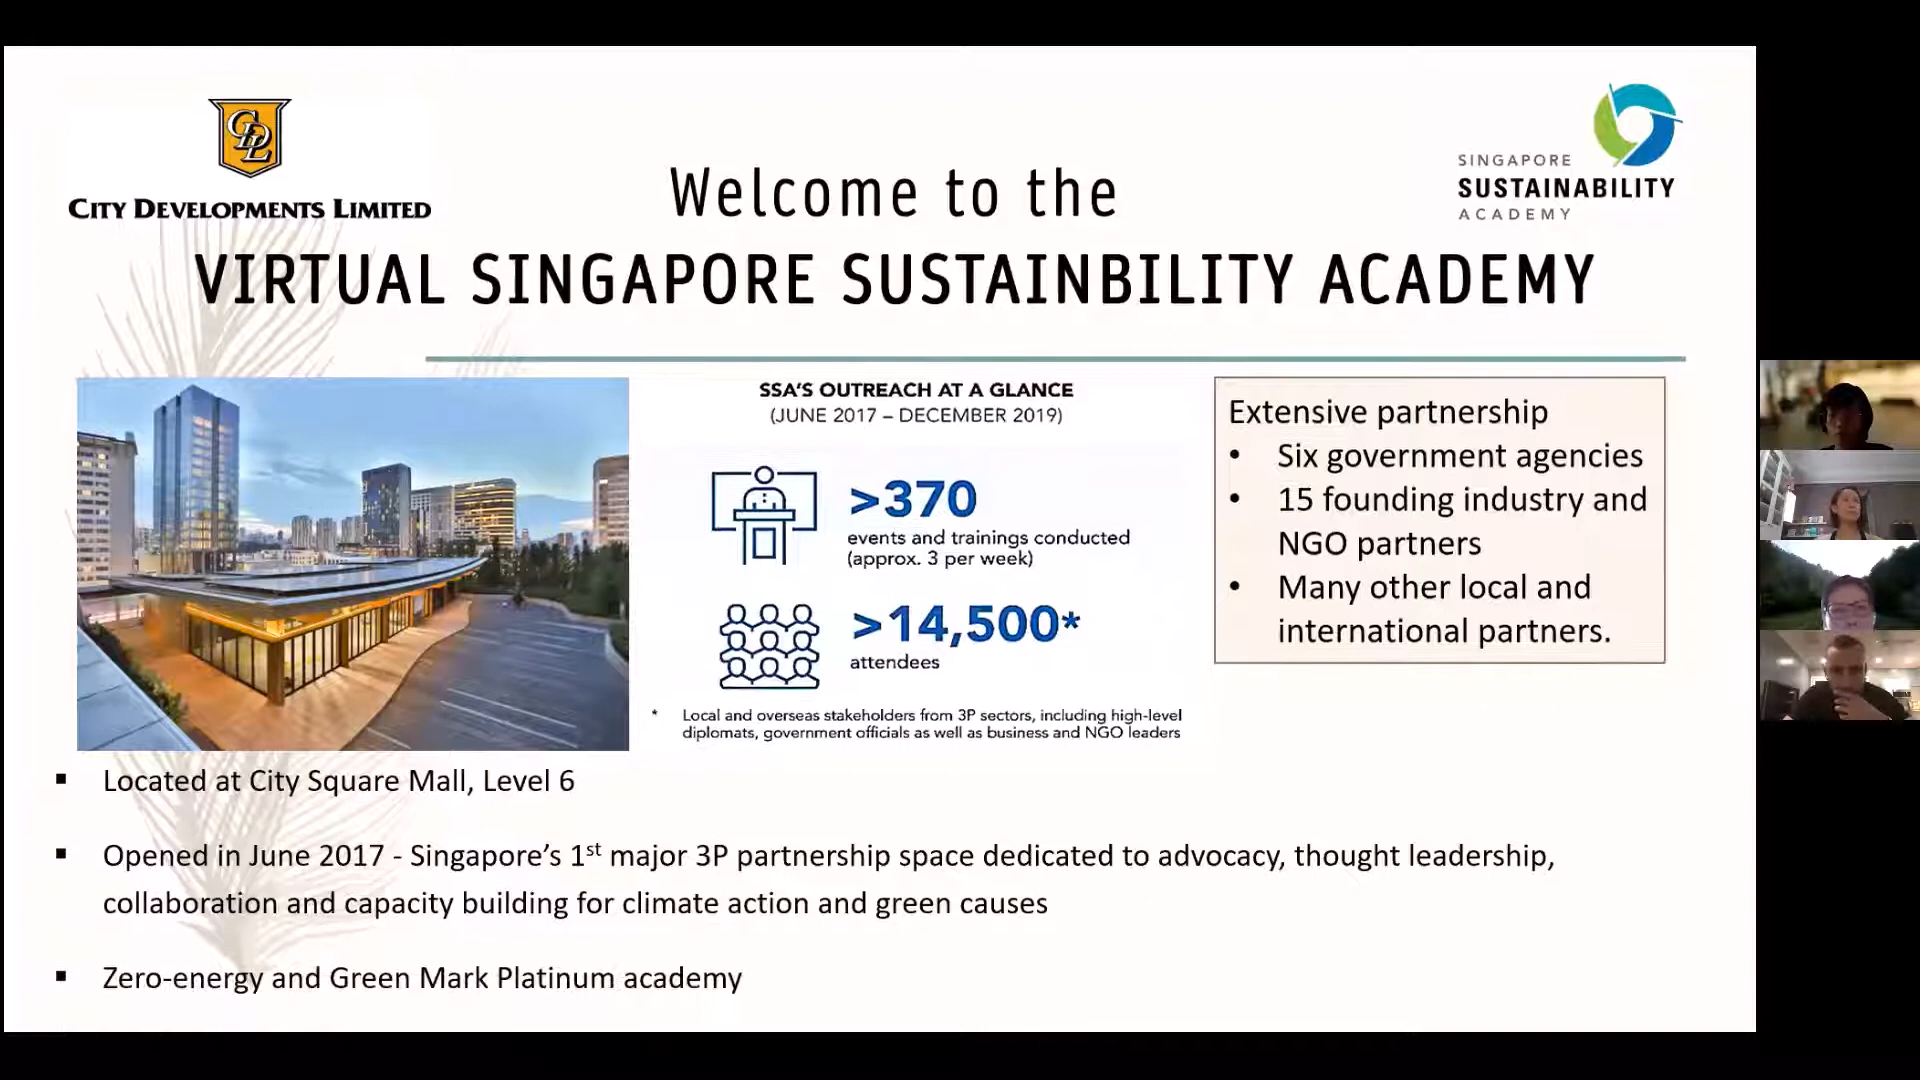 CDL
CITY DEVELOPMENTS LIMITED
SINGAPORE
SUSTAINABILITY
ACADEMY
Welcome to the
VIRTUAL SINGAPORE SUSTAINBILITY ACADEMY
SSA'S OUTREACH AT A GLANCE
(JUNE 2017 – DECEMBER 2019)
>370
events and trainings conducted
(approx. 3 per week)
>14,500*
attendees
* Local and overseas stakeholders from 3P sectors, including high-level
diplomats, government officials as well as business and NGO leaders
Extensive partnership
• Six government agencies
• 15 founding industry and
NGO partners
• Many other local and
international partners.
▪ Located at City Square Mall, Level 6
▪ Opened in June 2017 - Singapore's 1st major 3P partnership space dedicated to advocacy, thought leadership,
collaboration and capacity building for climate action and green causes
▪ Zero-energy and Green Mark Platinum academy